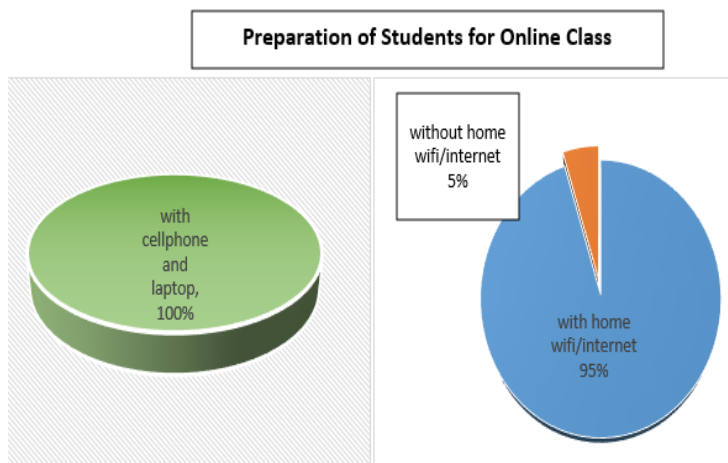 Preparation of Students for Online Class
with
cellphone
and
laptop,
100%
without home
wifi/internet
5%
with home
wifi/internet
95%